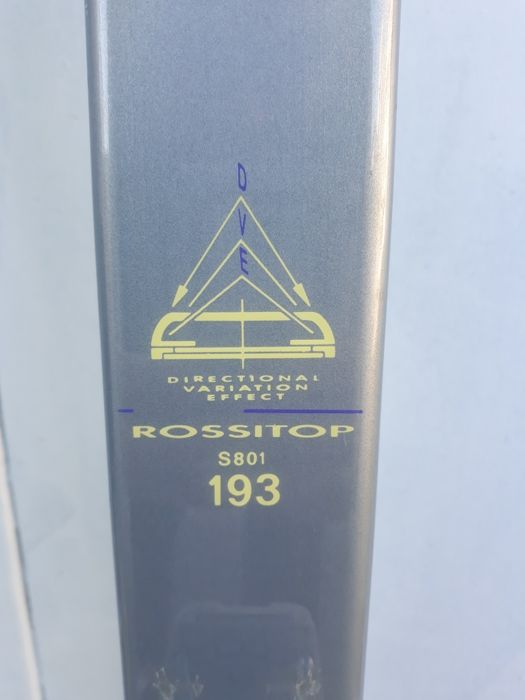 D
V
E
DIRECTIONAL
VARIATION
EFFECT
ROSSITOP
S801
193